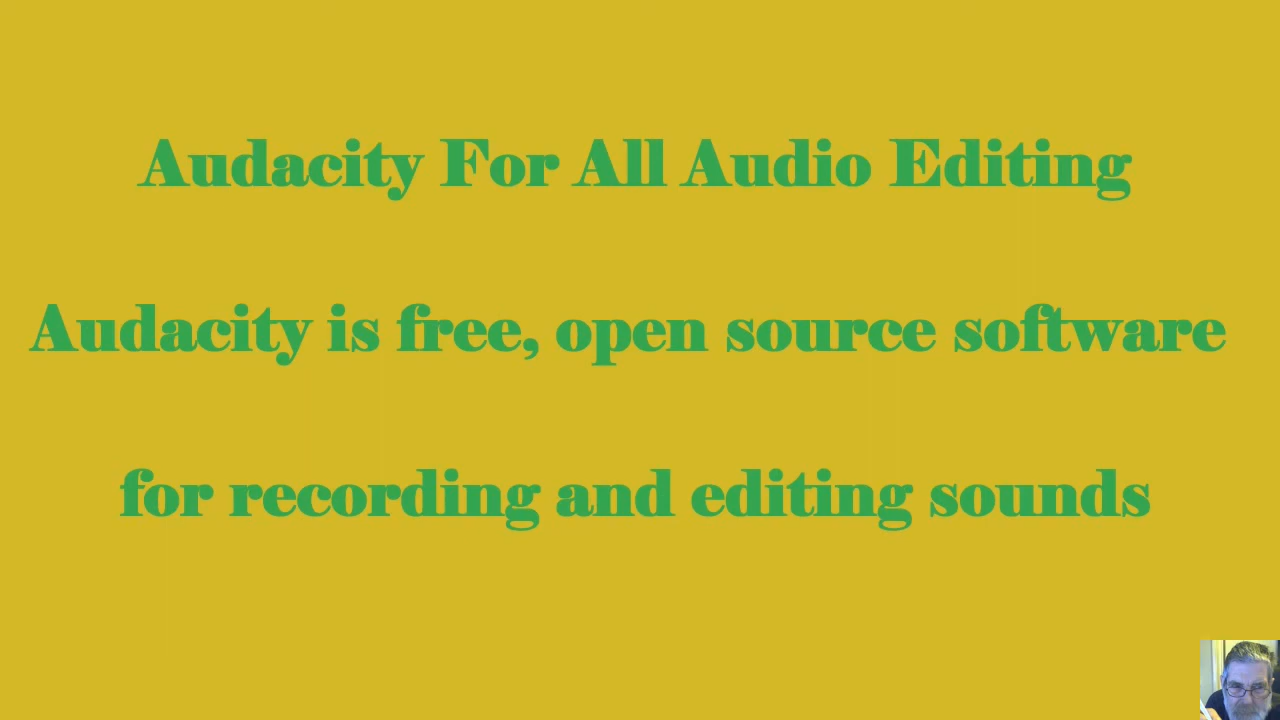 Audacity For All Audio Editing
Audacity is free, open source software
for recording and editing sounds